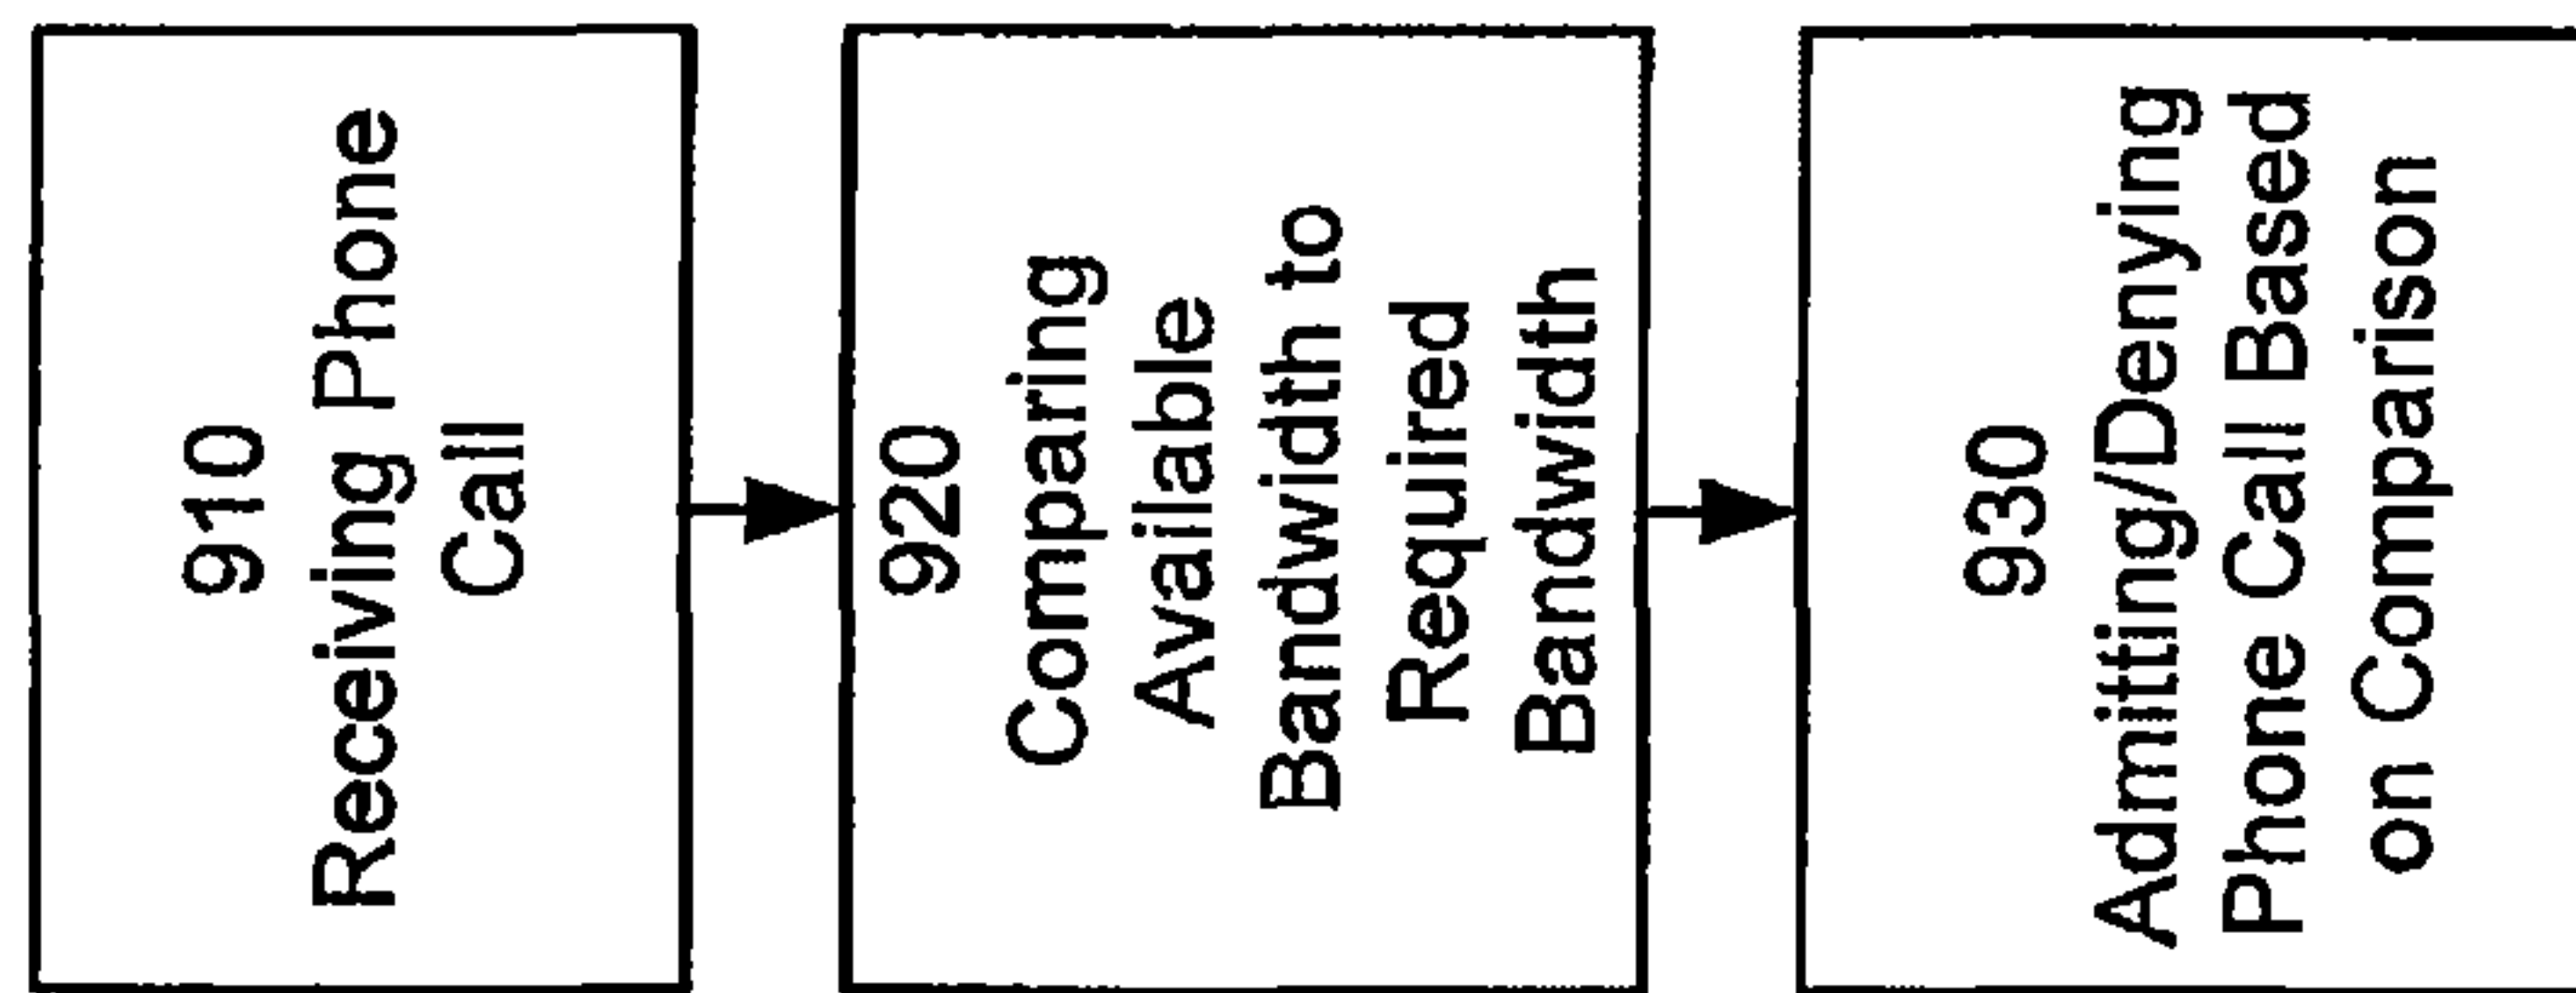 910
Receiving Phone
Call
920
Comparing
Available
Bandwidth to
Required
Bandwidth
930
Admitting/Denying
Phone Call Based
on Comparison